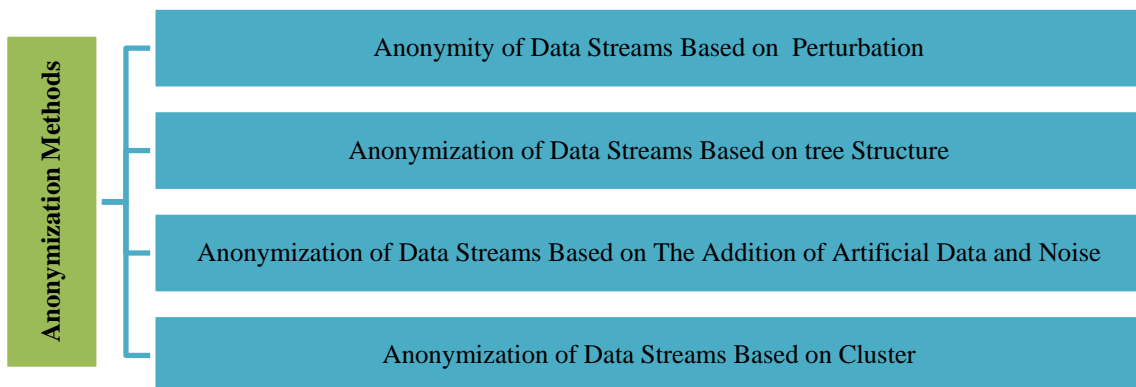 Anonymization Methods
Anonymity of Data Streams Based on Perturbation
Anonymization of Data Streams Based on tree Structure
Anonymization of Data Streams Based on The Addition of Artificial Data and Noise
Anonymization of Data Streams Based on Cluster